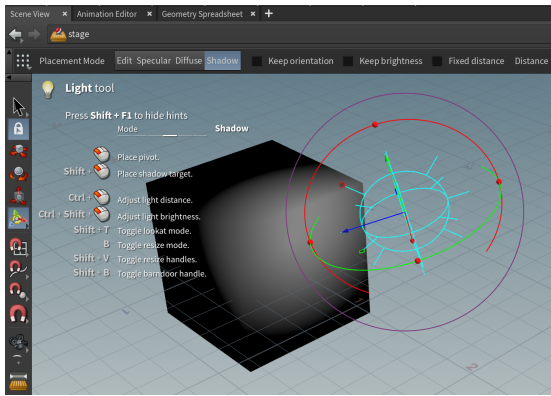 Scene View × Animation Editor × Geometry Spreadsheet × +
stage
Placement Mode Edit Specular Diffuse Shadow Keep orientation Keep brightness Fixed distance Distance
Light tool
Press Shift + F1 to hide hints
Mode Shadow
Place pivot.
Shift + Place shadow target.
Ctrl + Adjust light distance.
Ctrl + Shift + Adjust light brightness.
Shift + T Toggle lookat mode.
B Toggle resize mode.
Shift + V Toggle resize handles.
Shift + B Toggle barndoor handle.